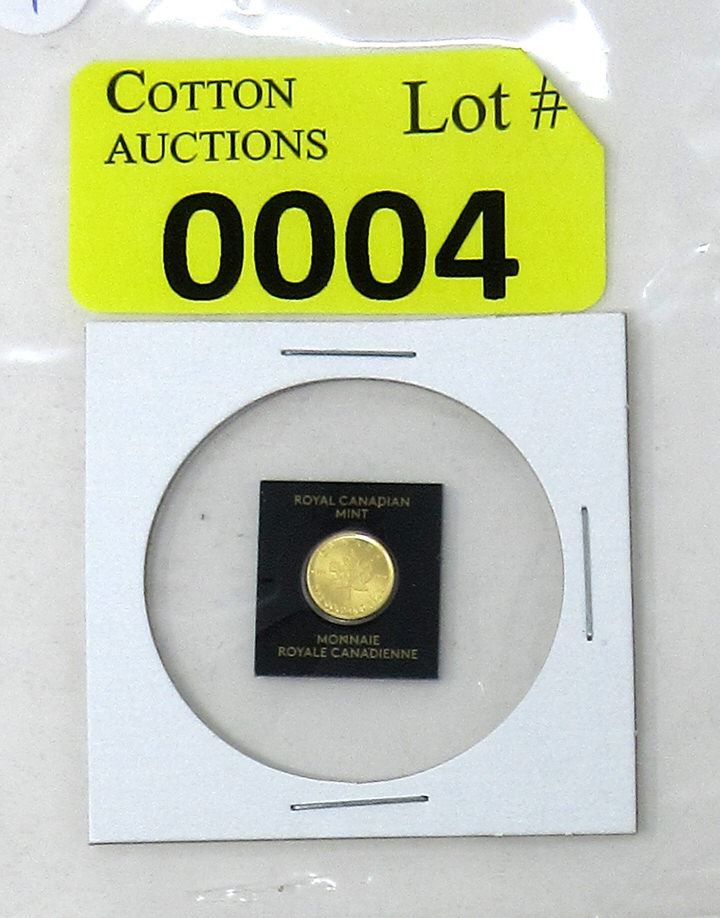 COTTON
AUCTIONS
Lot #
0004
ROYAL CANADIAN
MINT
MONNAIE
ROYALE CANADIENNE